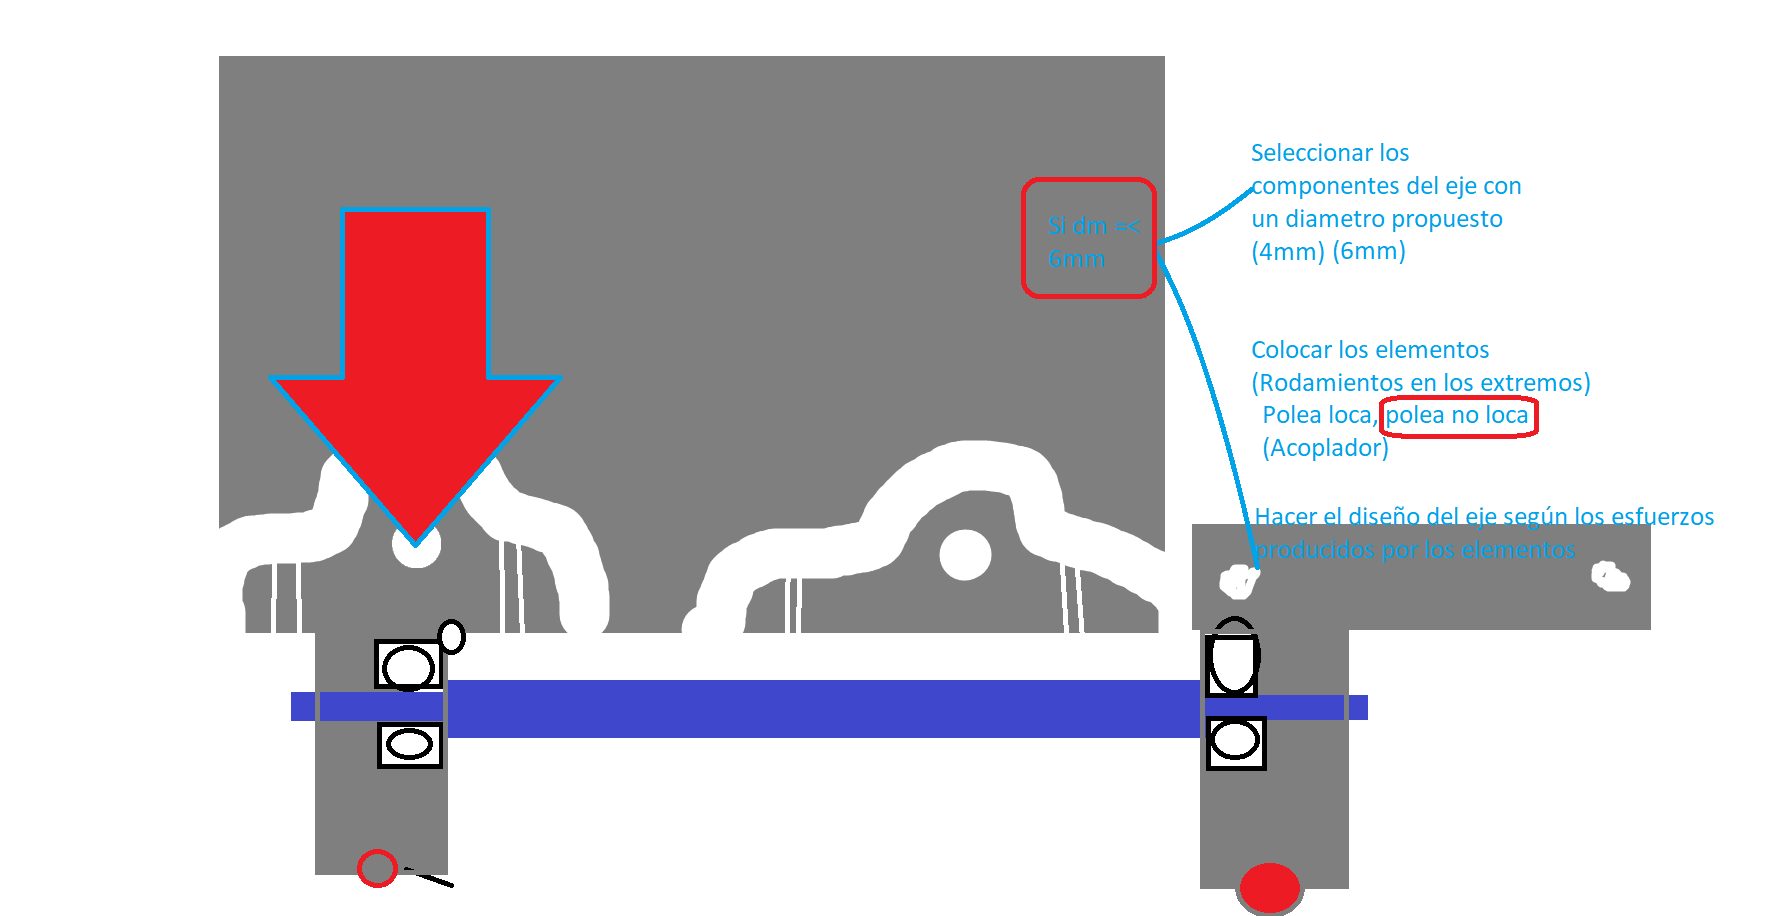 Seleccionar los
componentes del eje con
un diametro propuesto
(4mm) (6mm)
Si dm =<
6mm
Colocar los elementos
(Rodamientos en los extremos)
Polea loca, polea no loca
(Acoplador)
Hacer el diseño del eje según los esfuerzos
producidos por los elementos